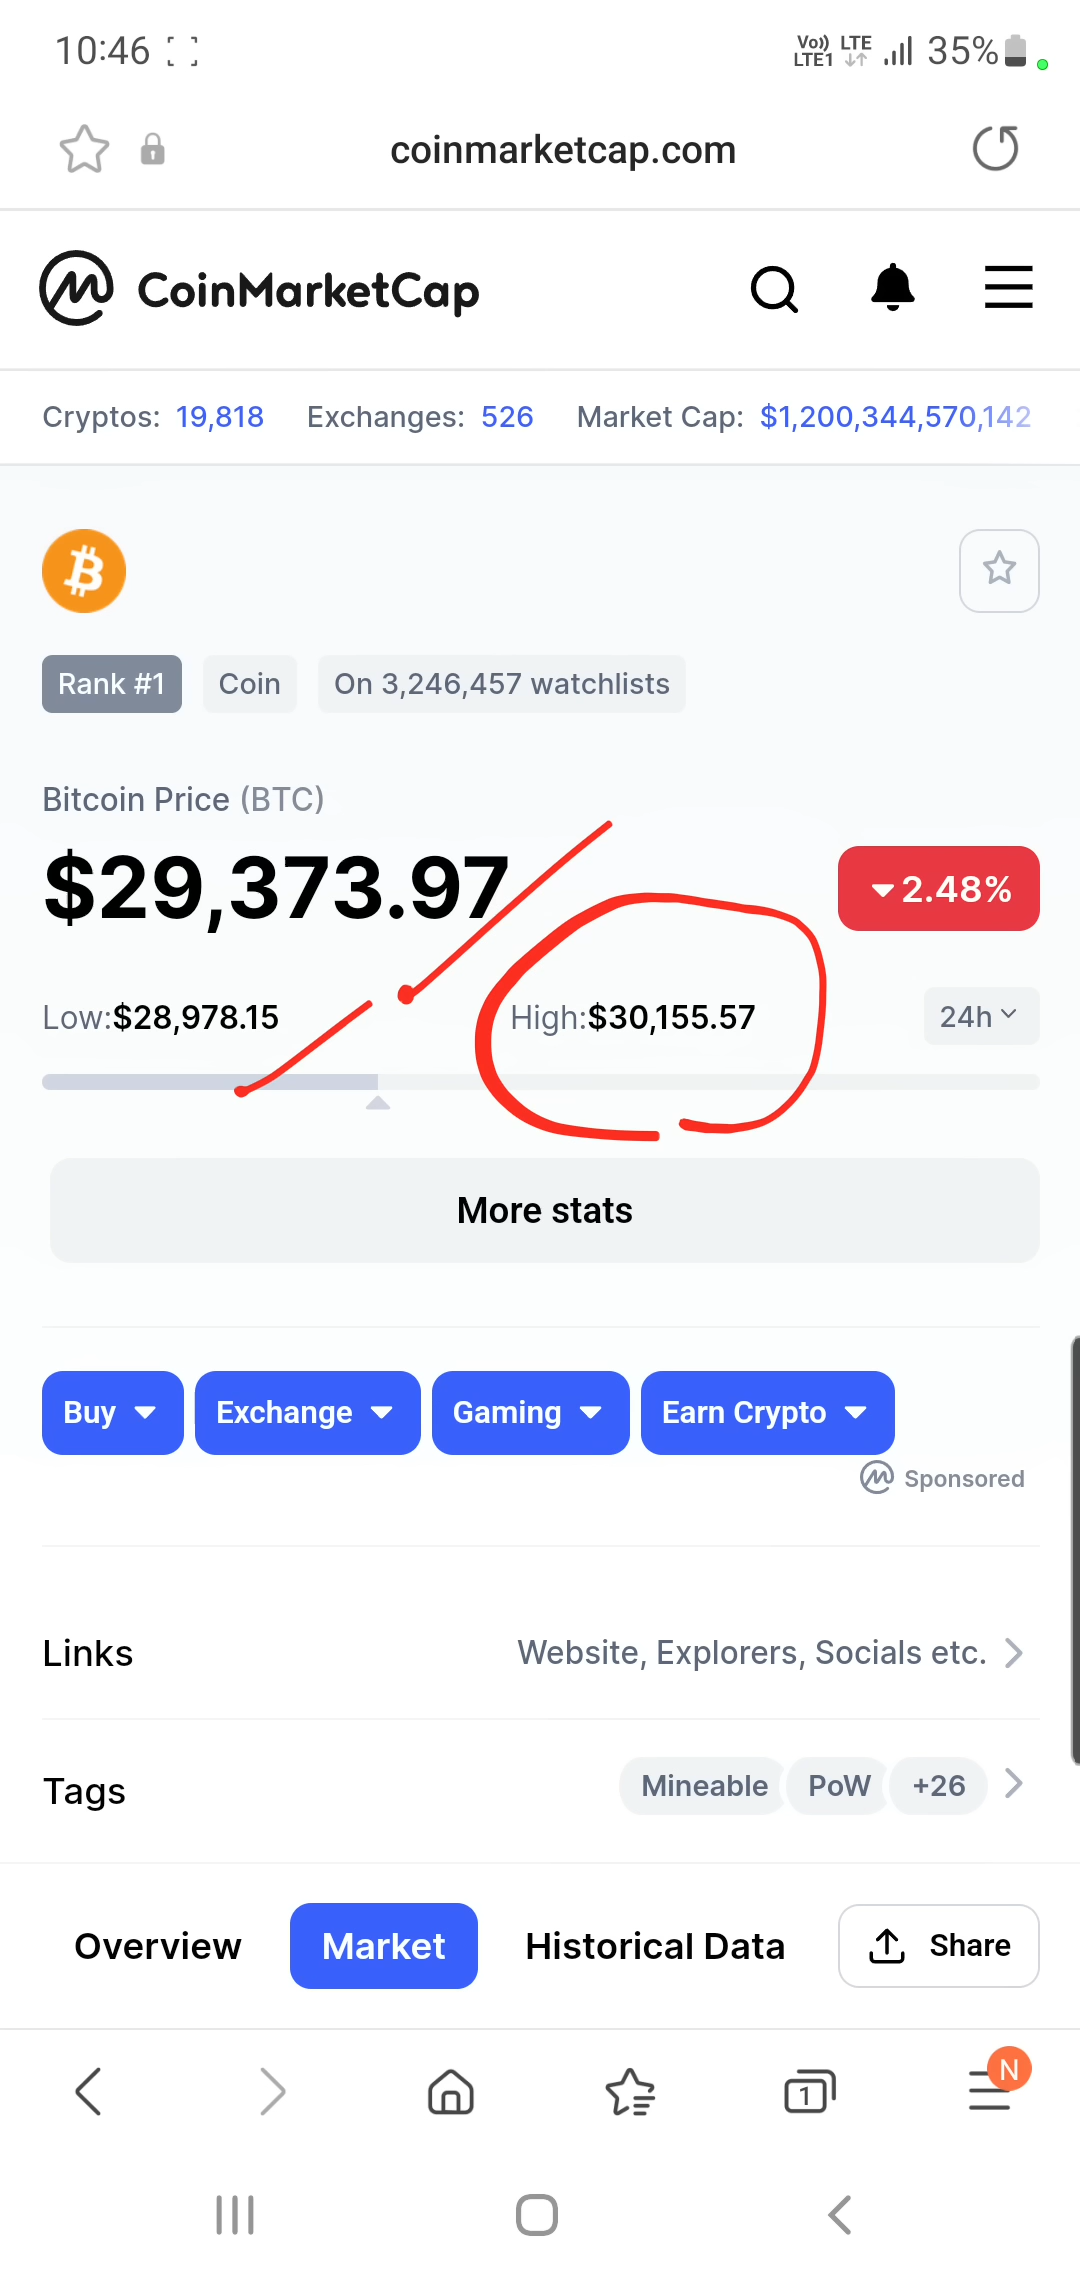 10:46 Vo)) LTE1 LTE 35%
coinmarketcap.com
CoinMarketCap
Cryptos: 19,818 Exchanges: 526 Market Cap: $1,200,344,570,142
Rank #1 Coin On 3,246,457 watchlists
Bitcoin Price (BTC)
$29,373.97 2.48%
Low:$28,978.15 High:$30,155.57 24h
More stats
Buy Exchange Gaming Earn Crypto
Sponsored
Links Website, Explorers, Socials etc.
Tags Mineable PoW +26
Overview Market Historical Data Share
1 N